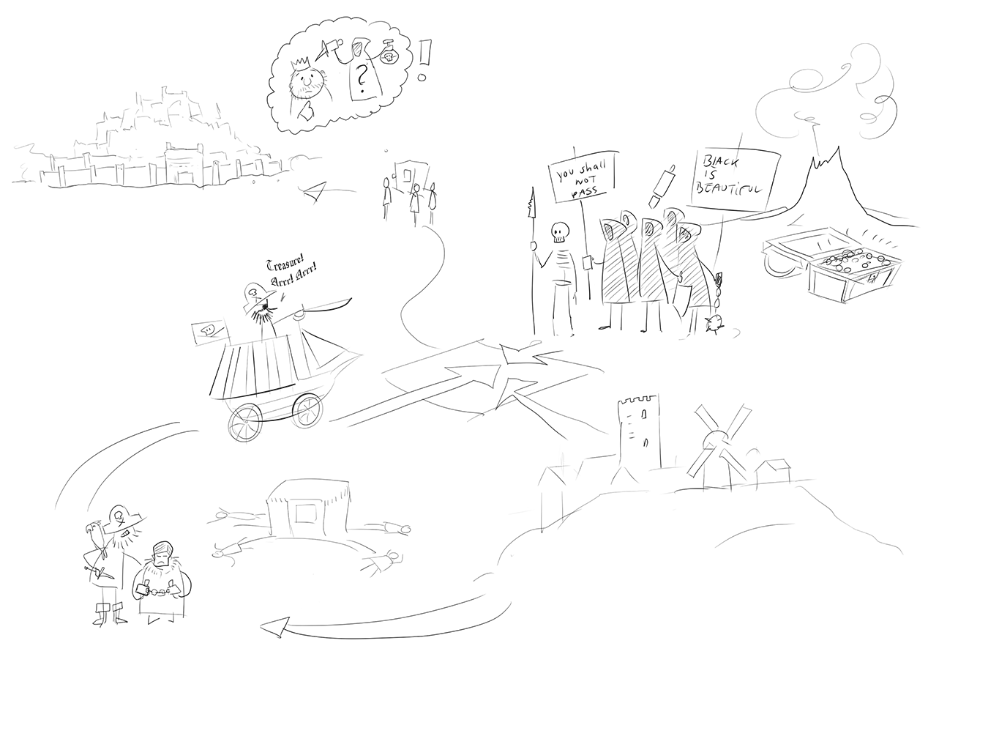 ?
!
you shall
NOT
PASS
BlACK
iS
BEAUTiFUL
Treasure!
Arrr! Arrr!